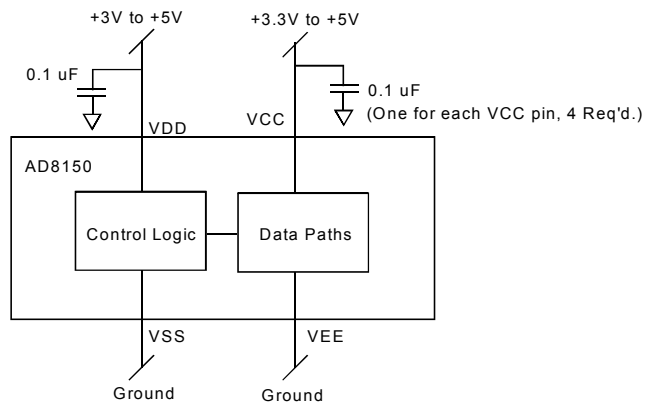 +3V to +5V
+3.3V to +5V
0.1 uF
0.1 uF
(One for each VCC pin, 4 Req'd.)
VDD
VCC
AD8150
Control Logic
Data Paths
VSS
VEE
Ground
Ground